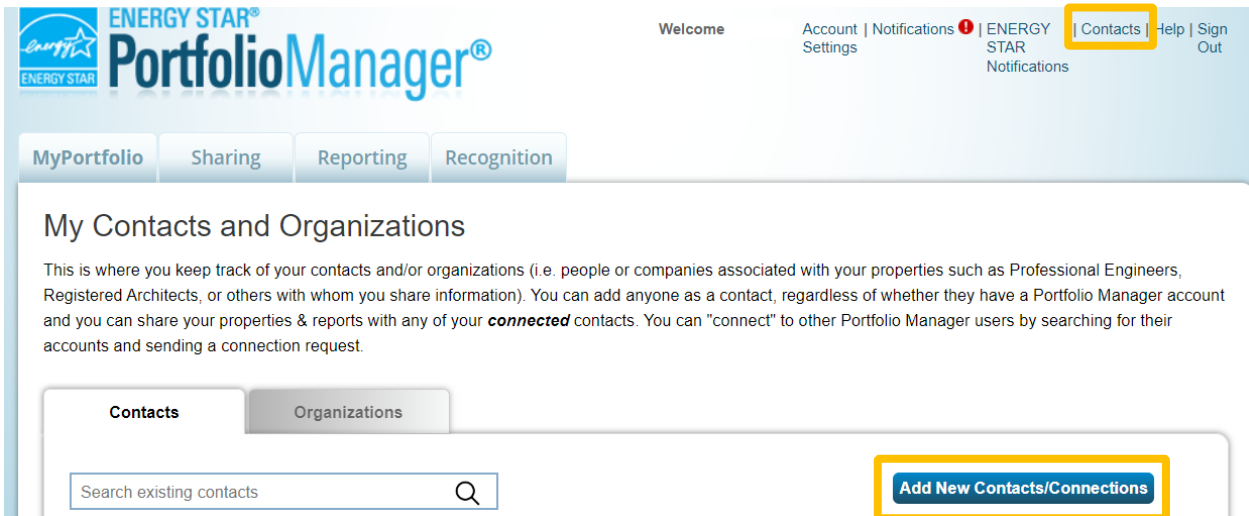 ENERGY STAR®
PortfolioManager®
energy
ENERGY STAR
Welcome
Account Settings | Notifications | ENERGY STAR Notifications | Contacts | Help | Sign Out
MyPortfolio Sharing Reporting Recognition
My Contacts and Organizations
This is where you keep track of your contacts and/or organizations (i.e. people or companies associated with your properties such as Professional Engineers,
Registered Architects, or others with whom you share information). You can add anyone as a contact, regardless of whether they have a Portfolio Manager account
and you can share your properties & reports with any of your connected contacts. You can "connect" to other Portfolio Manager users by searching for their
accounts and sending a connection request.
Contacts Organizations
Search existing contacts
Add New Contacts/Connections